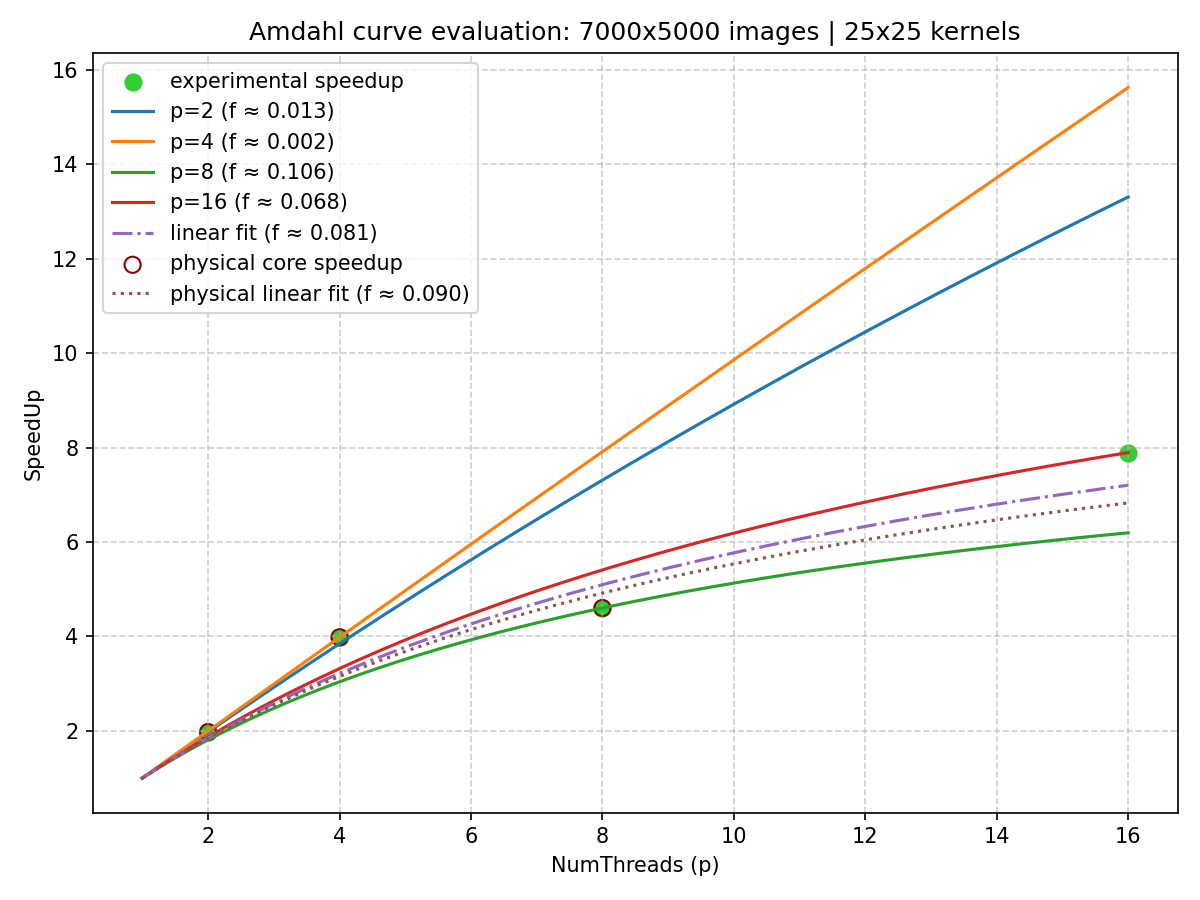 Amdahl curve evaluation: 7000x5000 images | 25x25 kernels
experimental speedup
p=2 (f ≈ 0.013)
p=4 (f ≈ 0.002)
p=8 (f ≈ 0.106)
p=16 (f ≈ 0.068)
linear fit (f ≈ 0.081)
physical core speedup
physical linear fit (f ≈ 0.090)
SpeedUp
16
14
12
10
8
6
4
2
2 4 6 8 10 12 14 16
NumThreads (p)